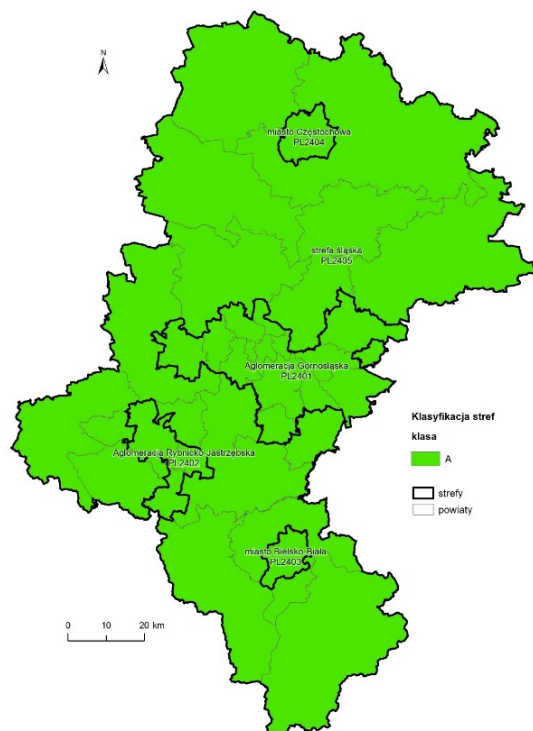 N
miasto Częstochowa
PL2404
strefa śląska
PL2405
Aglomeracja Górnośląska
PL2401
Klasyfikacja stref
klasa
A
Aglomeracja Rybnicko-Jastrzębska
PL2402
strefy
powiaty
miasto Bielsko-Biała
PL2403
0 10 20 km